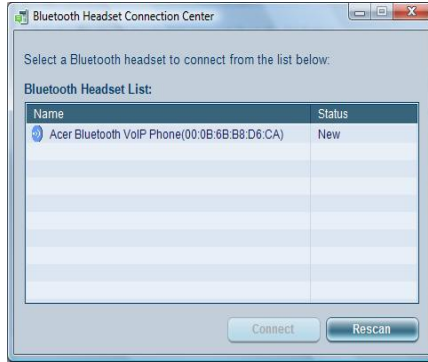 Bluetooth Headset Connection Center
Select a Bluetooth headset to connect from the list below:
Bluetooth Headset List:
Name Status
Acer Bluetooth VoIP Phone(00:0B:6B:B8:D6:CA) New
Connect Rescan